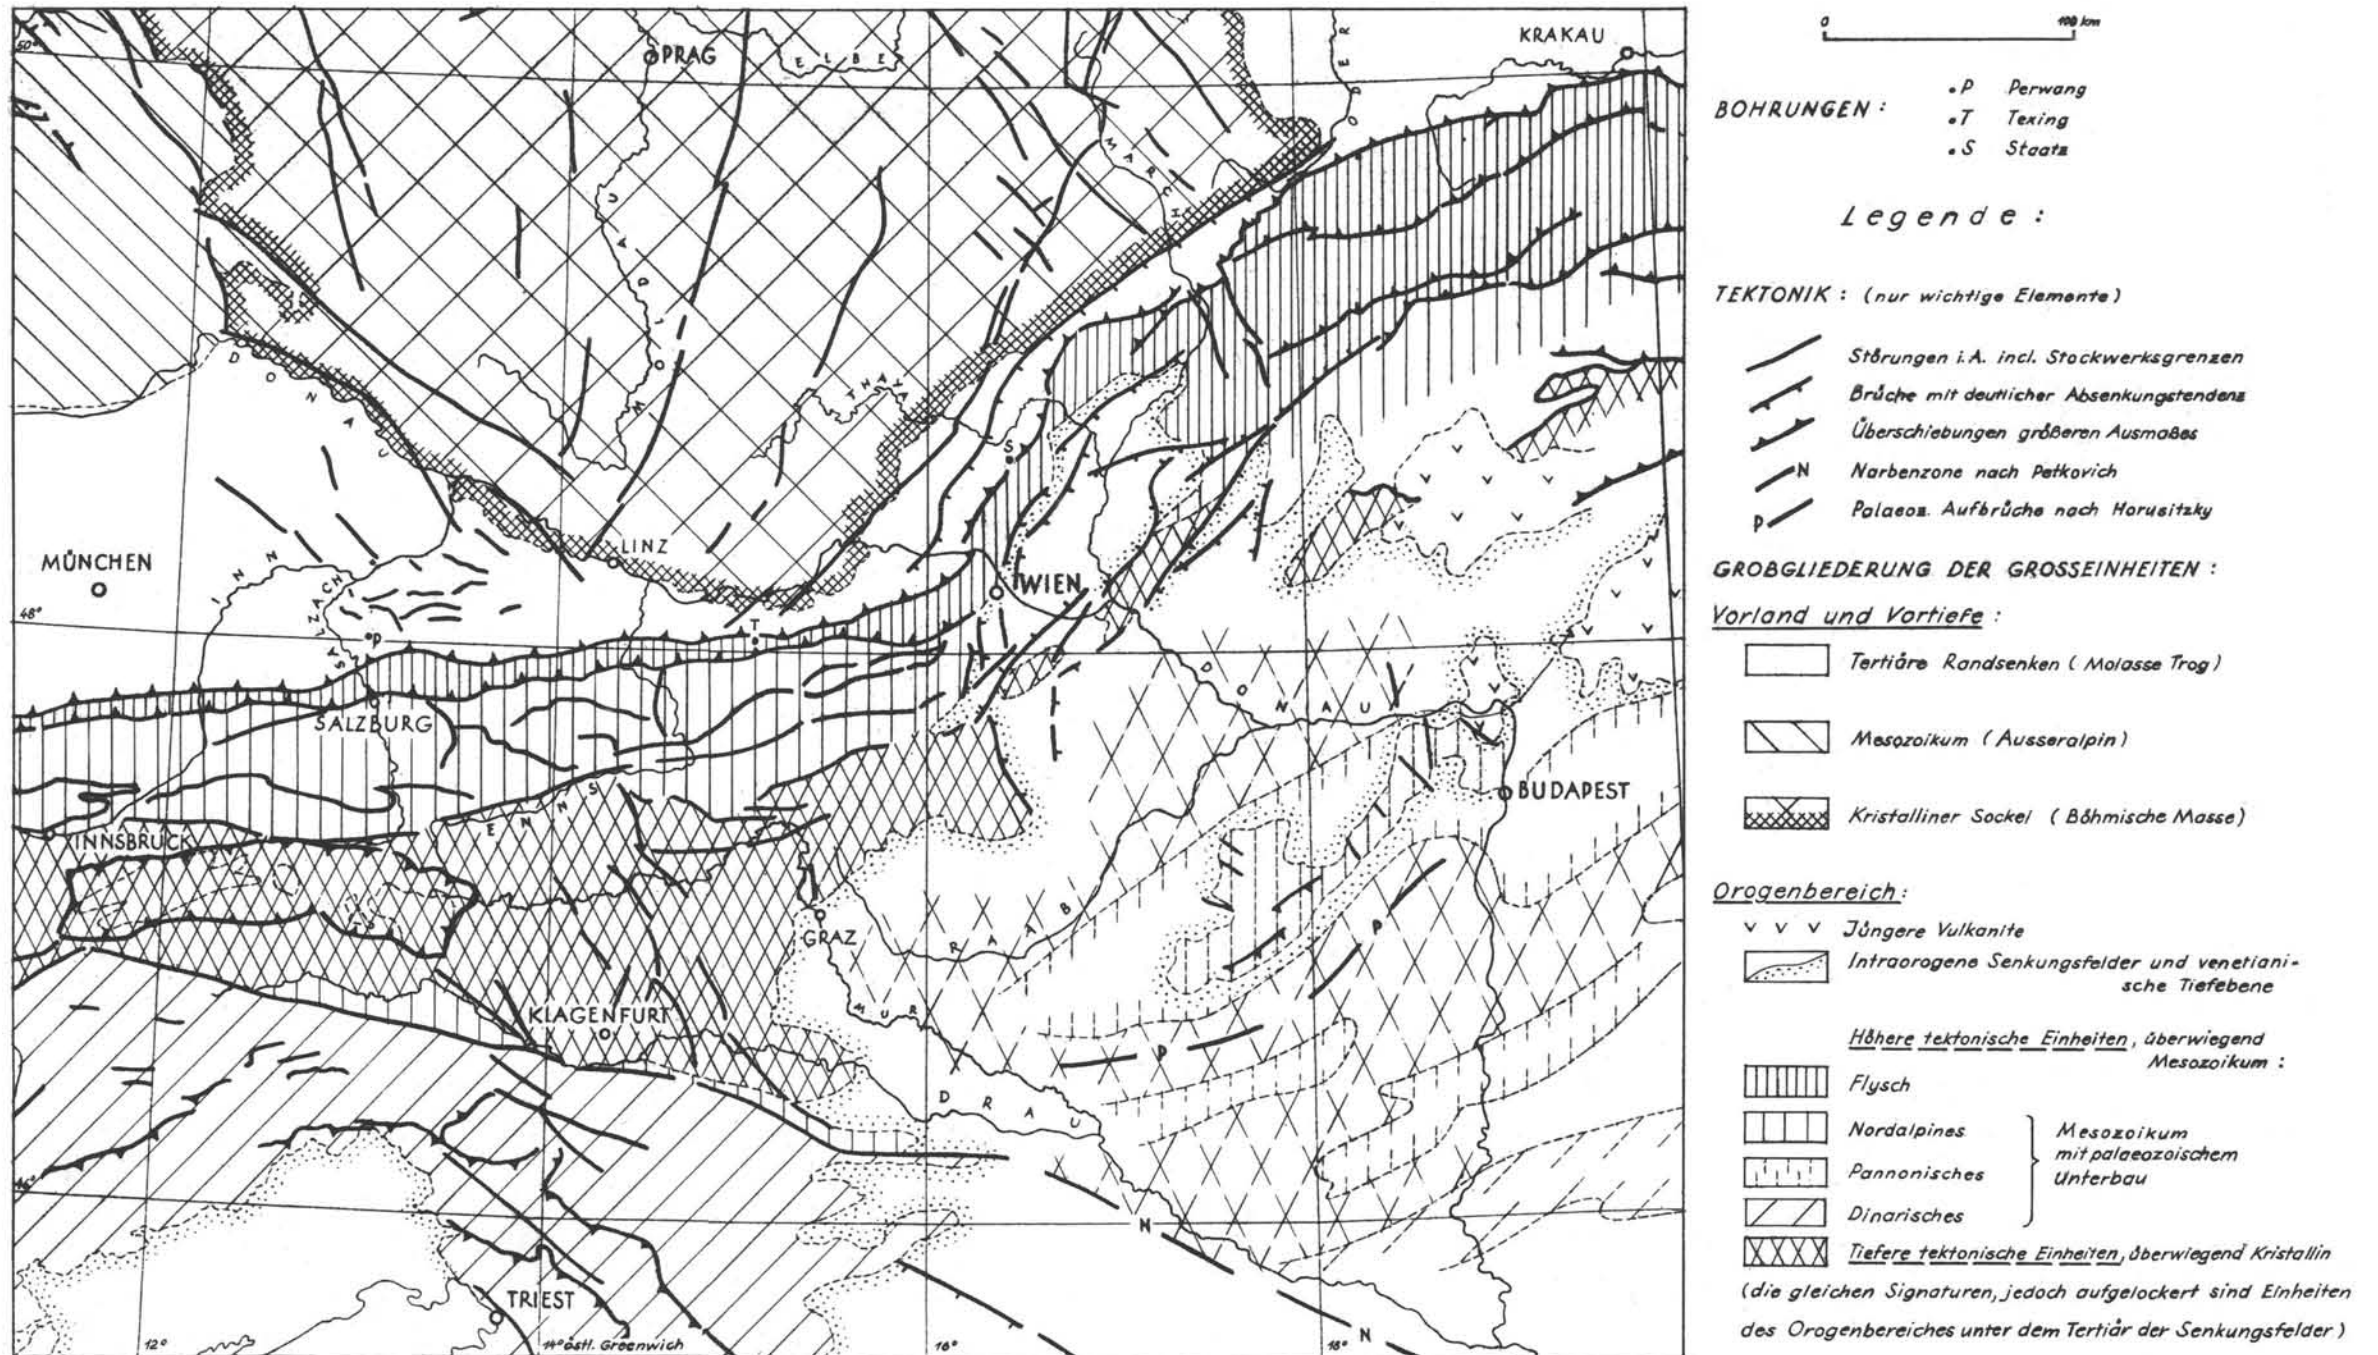 50°
PRAG
ELBE
ODER
KRAKAU
MARCH
MOLDAU
DONAU
THAYA
S
MÜNCHEN
INN
SALZACH
LINZ
WIEN
48°
P
T
SALZBURG
DONAU
ENNS
BUDAPEST
INNSBRUCK
GRAZ
RAAB
P
KLAGENFURT
MUR
P
DRAU
46°
N
TRIEST
N
12°
14° östl. Greenwich
16°
18°
0 100 km
BOHRUNGEN :
.P Perwang
.T Texing
.S Staatz
Legende :
TEKTONIK : (nur wichtige Elemente)
Störungen i.A. incl. Stockwerksgrenzen
Brüche mit deutlicher Absenkungstendenz
Überschiebungen größeren Ausmaßes
N Narbenzone nach Petkovich
P Palaeoz. Aufbrüche nach Horusitzky
GROßGLIEDERUNG DER GROSSEINHEITEN :
Vorland und Vortiefe :
Tertiäre Randsenken ( Molasse Trog )
Mesozoikum ( Ausseralpin )
Kristalliner Sockel ( Böhmische Masse )
Orogenbereich :
v v v Jüngere Vulkanite
Intraorogene Senkungsfelder und venetiani-
sche Tiefebene
Höhere tektonische Einheiten, überwiegend
Mesozoikum :
Flysch
Nordalpines
Pannonisches
Dinarisches
Mesozoikum
mit palaeozoischem
Unterbau
Tiefere tektonische Einheiten, überwiegend Kristallin
(die gleichen Signaturen, jedoch aufgelockert sind Einheiten
des Orogenbereiches unter dem Tertiär der Senkungsfelder )